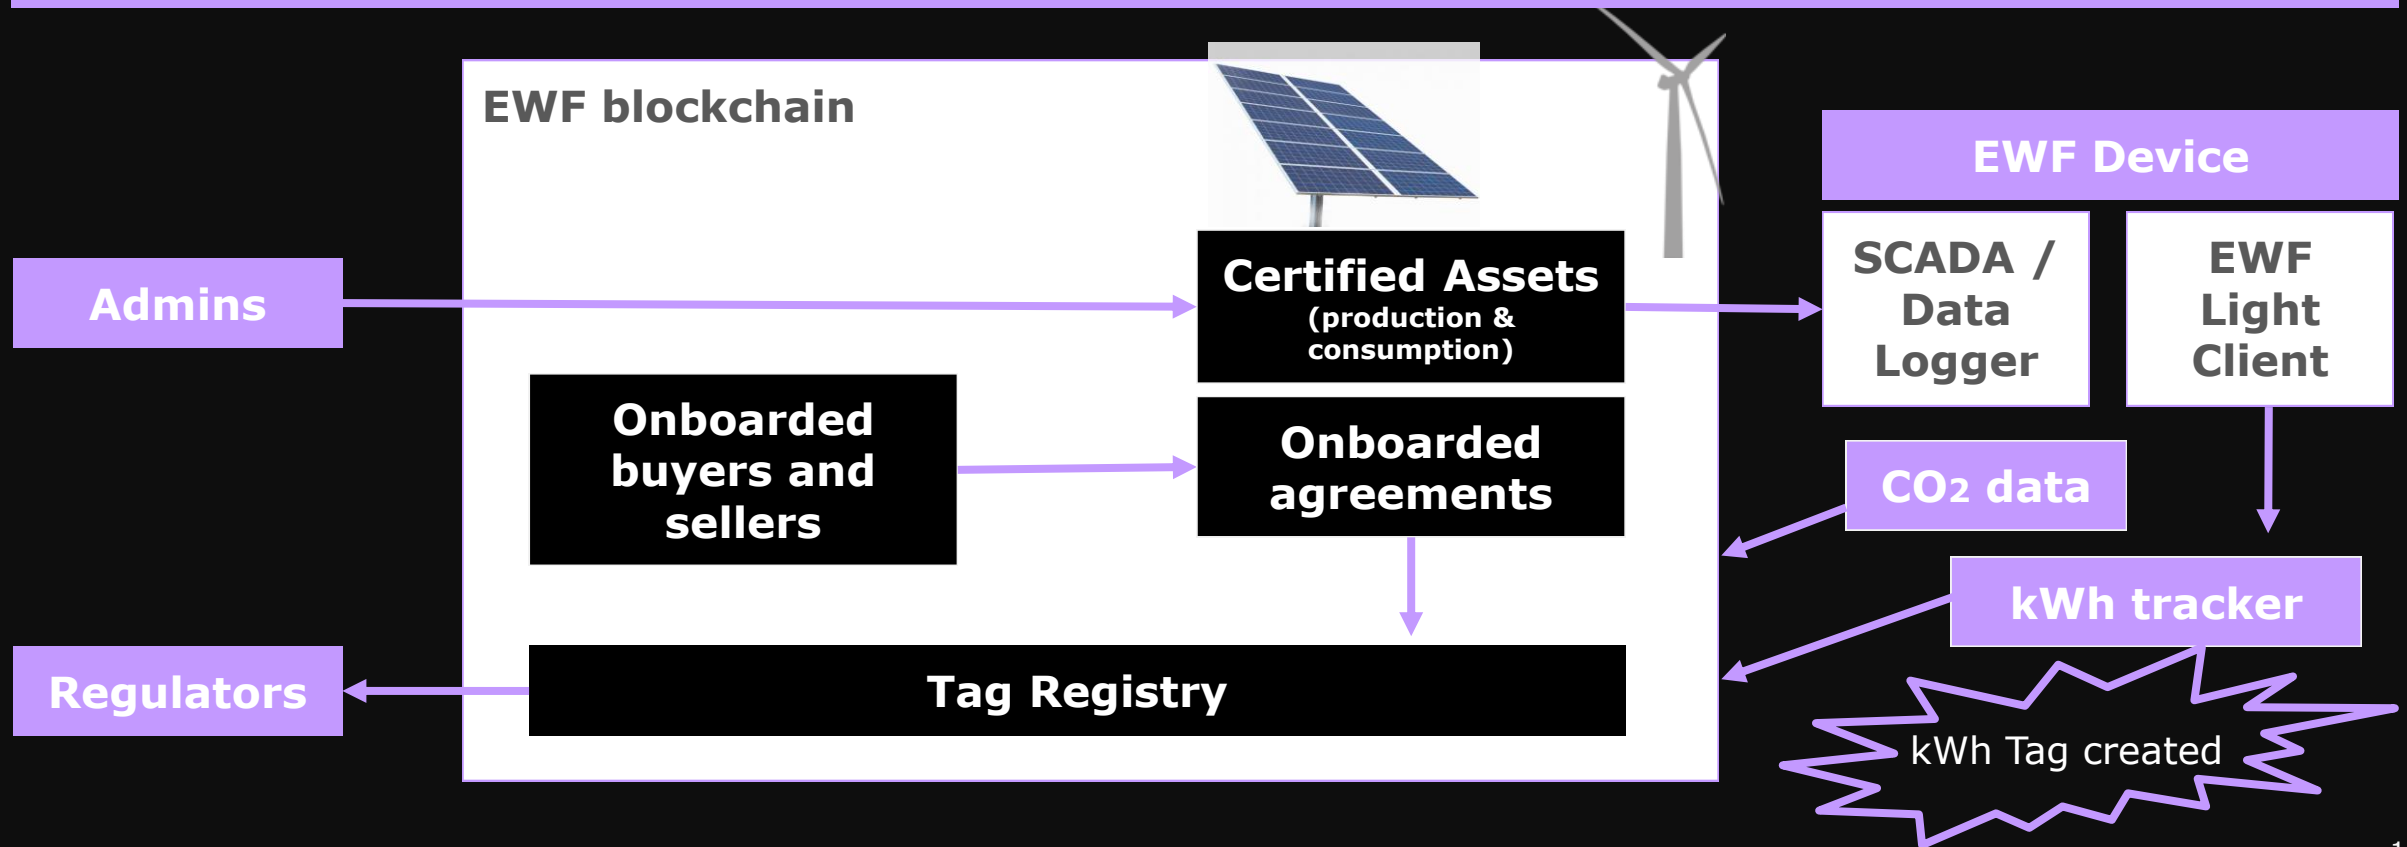 EWF blockchain
Admins
Certified Assets
(production &
consumption)
Onboarded
buyers and
sellers
Onboarded
agreements
Tag Registry
Regulators
EWF Device
SCADA /
Data
Logger
EWF
Light
Client
CO2 data
kWh tracker
kWh Tag created